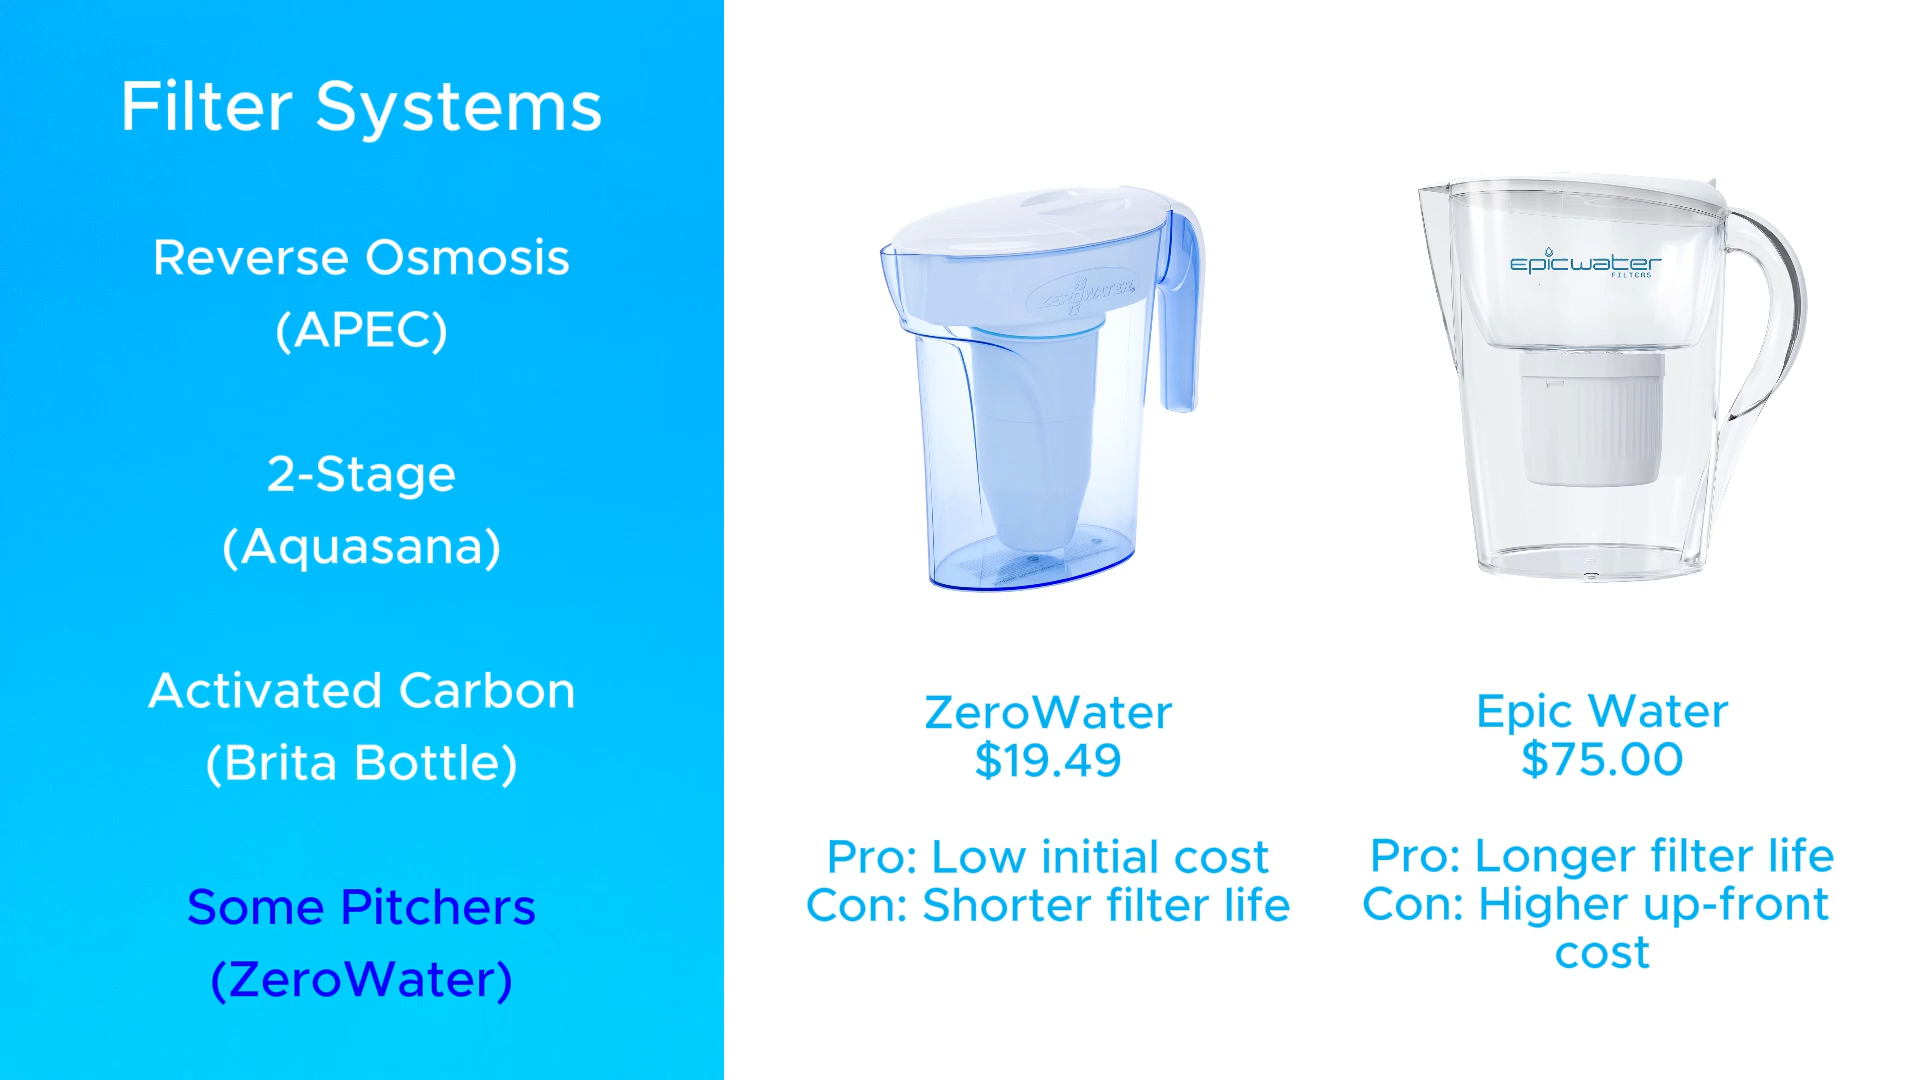 Filter Systems
Reverse Osmosis
(APEC)
2-Stage
(Aquasana)
Activated Carbon
(Brita Bottle)
Some Pitchers
(ZeroWater)
ZEROWATER
epicwater
FILTERS
ZeroWater
$19.49
Pro: Low initial cost
Con: Shorter filter life
Epic Water
$75.00
Pro: Longer filter life
Con: Higher up-front
cost